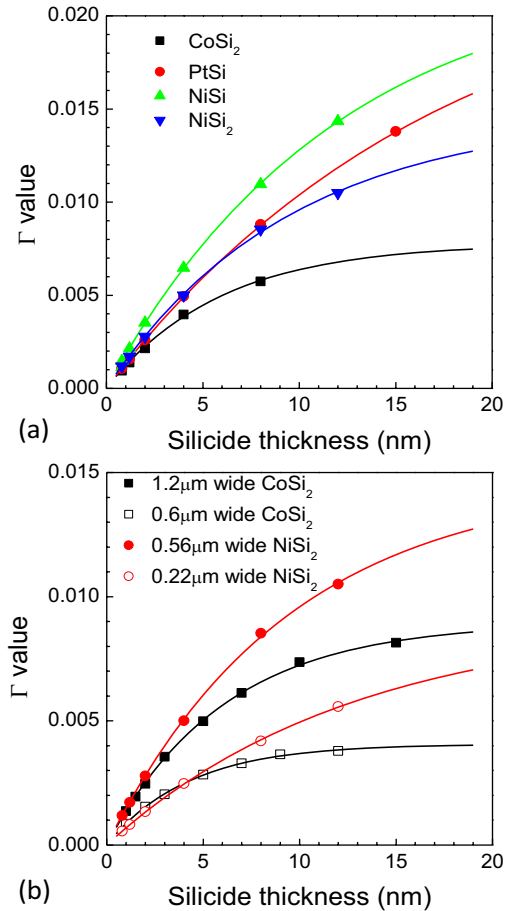 0.020
CoSi₂
PtSi
NiSi
NiSi₂
0.015
0.010
0.005
0.000
Γ value
0 5 10 15 20
Silicide thickness (nm)
(a)
0.015
1.2μm wide CoSi₂
0.6μm wide CoSi₂
0.56μm wide NiSi₂
0.22μm wide NiSi₂
0.010
0.005
0.000
Γ value
0 5 10 15 20
Silicide thickness (nm)
(b)